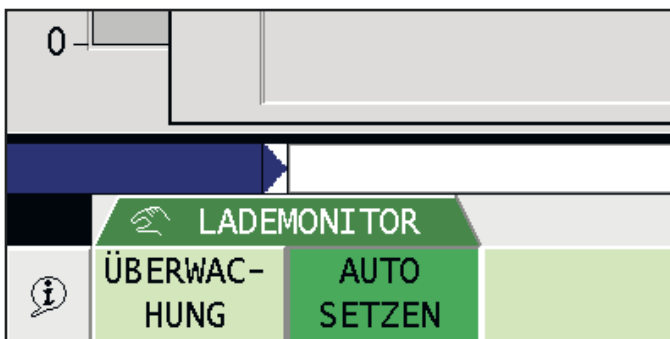 0
LADEMONITOR
ÜBERWAC-
HUNG
AUTO
SETZEN